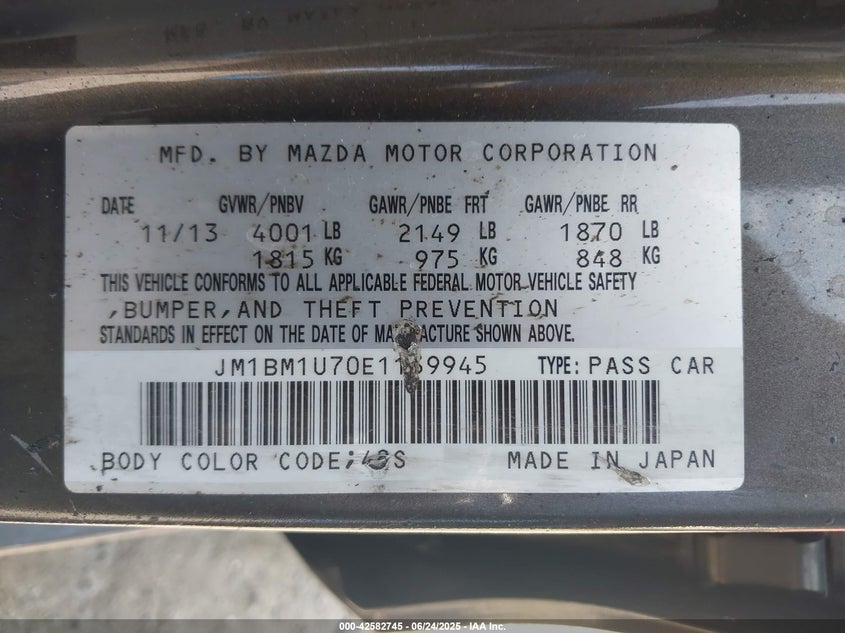 MFD. BY MAZDA MOTOR CORPORATION
DATE GVWR/PNBV GAWR/PNBE FRT GAWR/PNBE RR
11/13 4001 LB 2149 LB 1870 LB
1815 KG 975 KG 848 KG
THIS VEHICLE CONFORMS TO ALL APPLICABLE FEDERAL MOTOR VEHICLE SAFETY
,BUMPER,AND THEFT PREVENTION
STANDARDS IN EFFECT ON THE DATE OF MANUFACTURE SHOWN ABOVE.
TYPE: PASS CAR
BODY COLOR CODE: MADE IN JAPAN
000-42582745 - 06/24/2025 - IAA Inc.